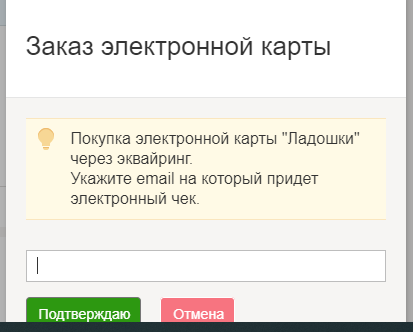 Заказ электронной карты
Покупка электронной карты "Ладошки"
через эквайринг.
Укажите email на который придет
электронный чек.
Подтверждаю
Отмена